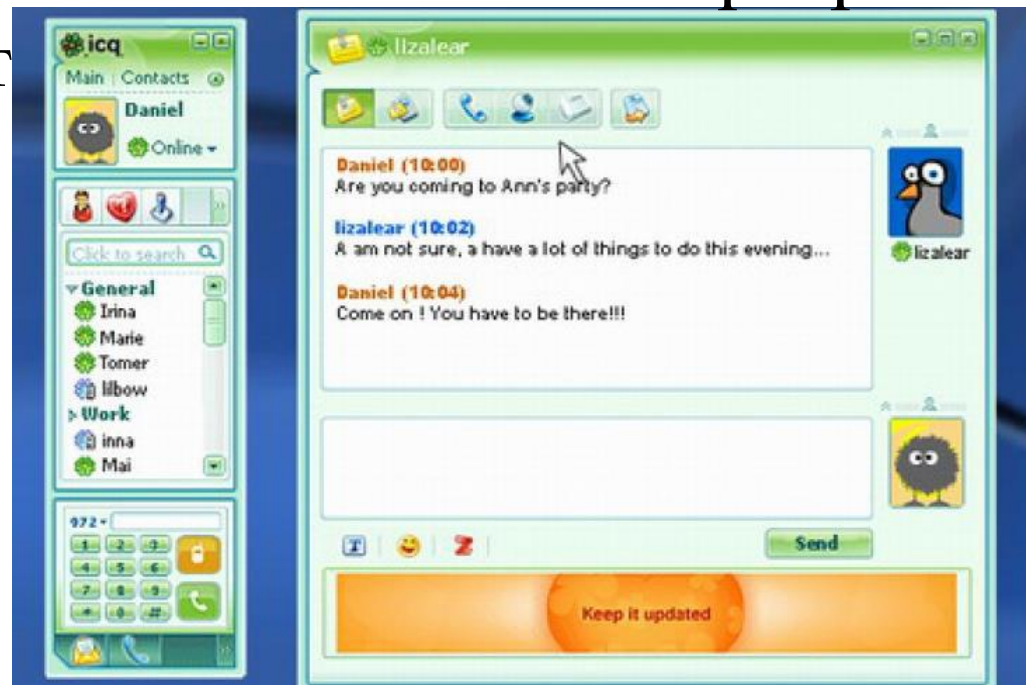 T
icq
Main Contacts
Daniel
Online
Click to search
General
Irina
Marie
Tomer
lilbow
Work
inna
Mai
972
1 2 3
4 5 6
7 8 9
* 0 #
lizalear
Daniel (10:00)
Are you coming to Ann's party?
lizalear (10:02)
A am not sure, a have a lot of things to do this evening...
Daniel (10:04)
Come on ! You have to be there!!!
lizalear
T
Send
Keep it updated